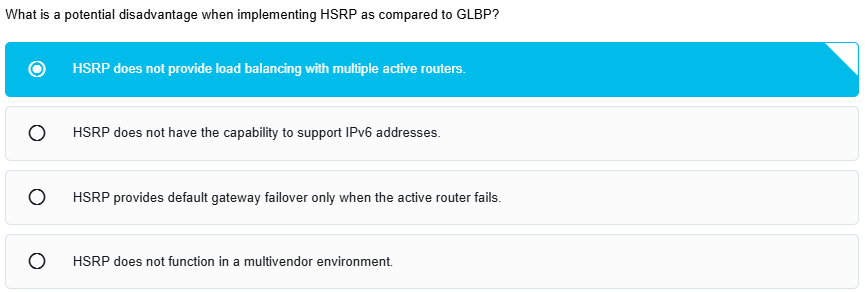 What is a potential disadvantage when implementing HSRP as compared to GLBP?
HSRP does not provide load balancing with multiple active routers.
HSRP does not have the capability to support IPv6 addresses.
HSRP provides default gateway failover only when the active router fails.
HSRP does not function in a multivendor environment.